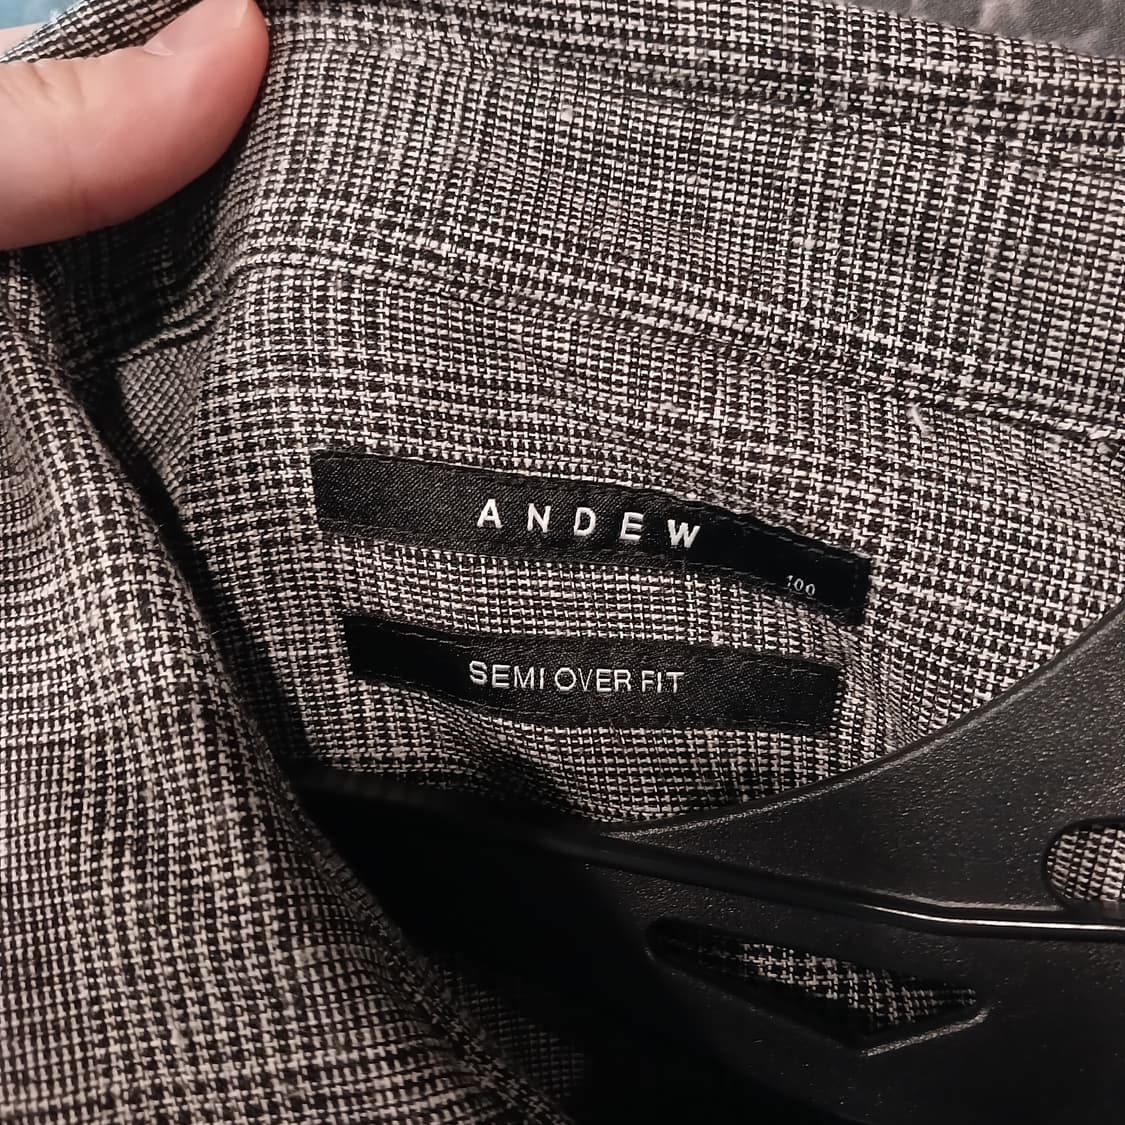 ANDEW
100
SEMI OVER FIT